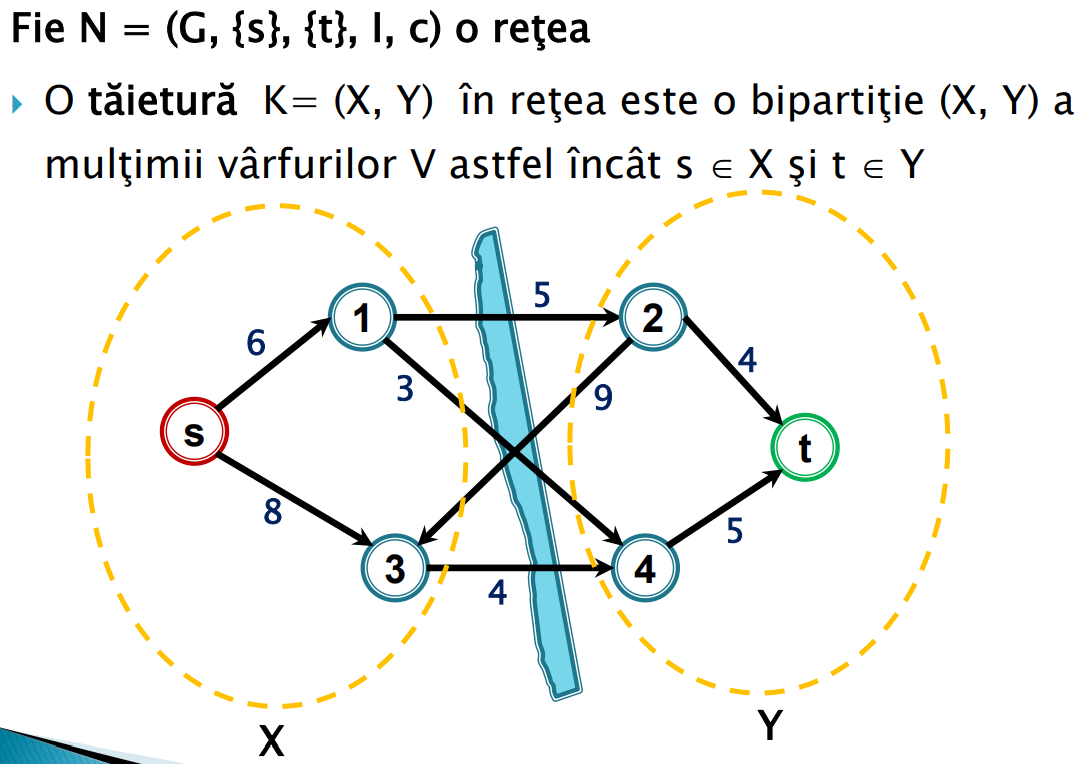 Fie N = (G, {s}, {t}, I, c) o reţea
O tăietură K= (X, Y) în reţea este o bipartiţie (X, Y) a
mulţimii vârfurilor V astfel încât s ∈ X şi t ∈ Y
5
1
2
6
4
3
9
s
t
8
5
3
4
4
X
Y